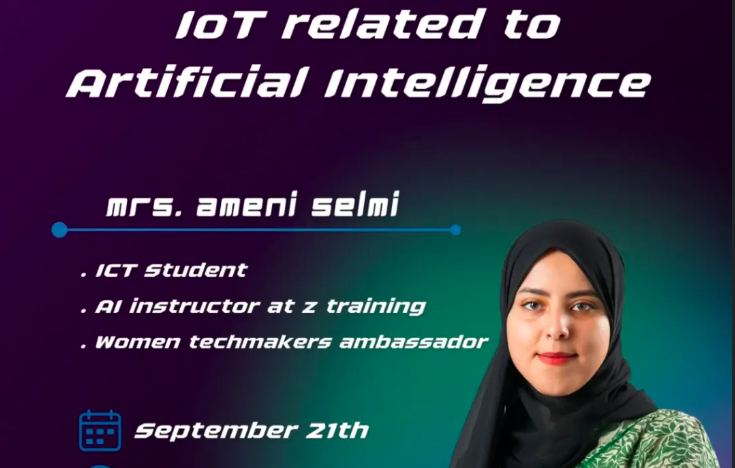 IoT related to
Artificial Intelligence
mrs. ameni selmi
. ICT Student
. AI instructor at z training
. Women techmakers ambassador
September 21th